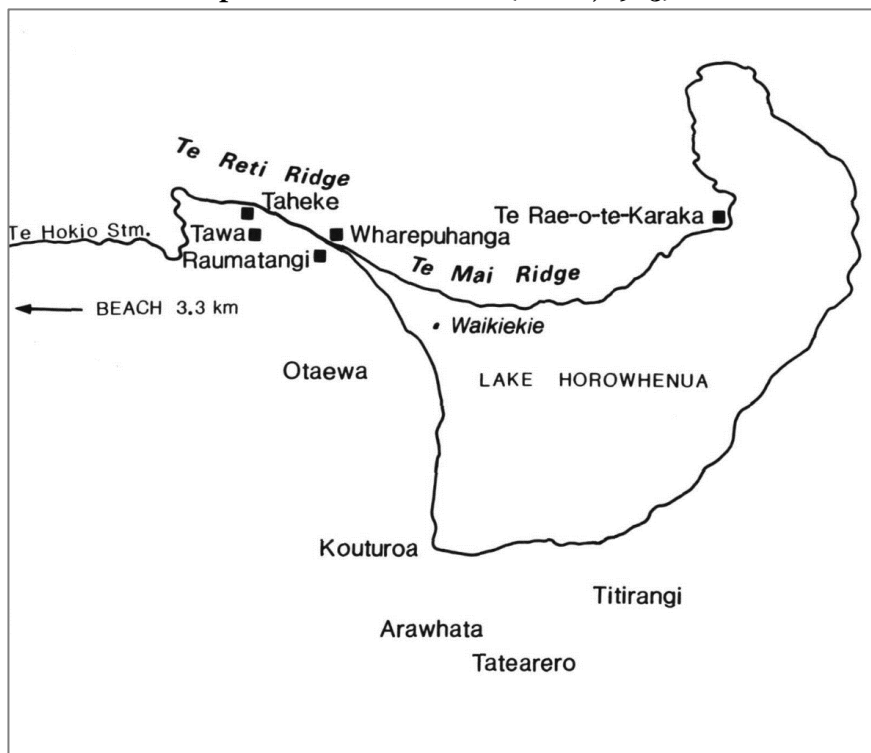 Te Reti Ridge
Taheke
Te Rae-o-te-Karaka
Te Hokio Stm.
Tawa
Wharepuhanga
Raumatangi
Te Mai Ridge
BEACH 3.3 km
Waikiekie
Otaewa
LAKE HOROWHENUA
Kouturoa
Titirangi
Arawhata
Tatearero